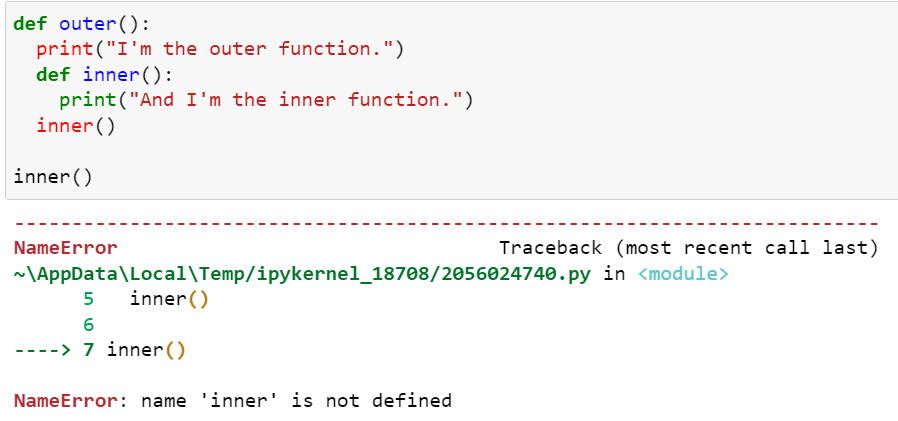 def outer():
  print("I'm the outer function.")
  def inner():
    print("And I'm the inner function.")
  inner()

inner()
---------------------------------------------------------------------------
NameError                                 Traceback (most recent call last)
~\AppData\Local\Temp/ipykernel_18708/2056024740.py in <module>
      5   inner()
      6
----> 7 inner()

NameError: name 'inner' is not defined